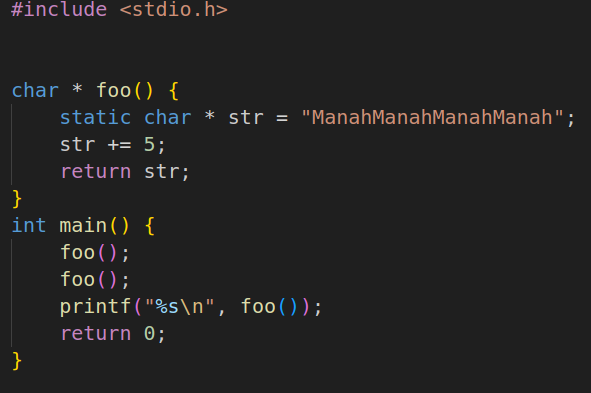 #include <stdio.h>
char * foo() {
    static char * str = "ManahManahManahManah";
    str += 5;
    return str;
}
int main() {
    foo();
    foo();
    printf("%s\n", foo());
    return 0;
}